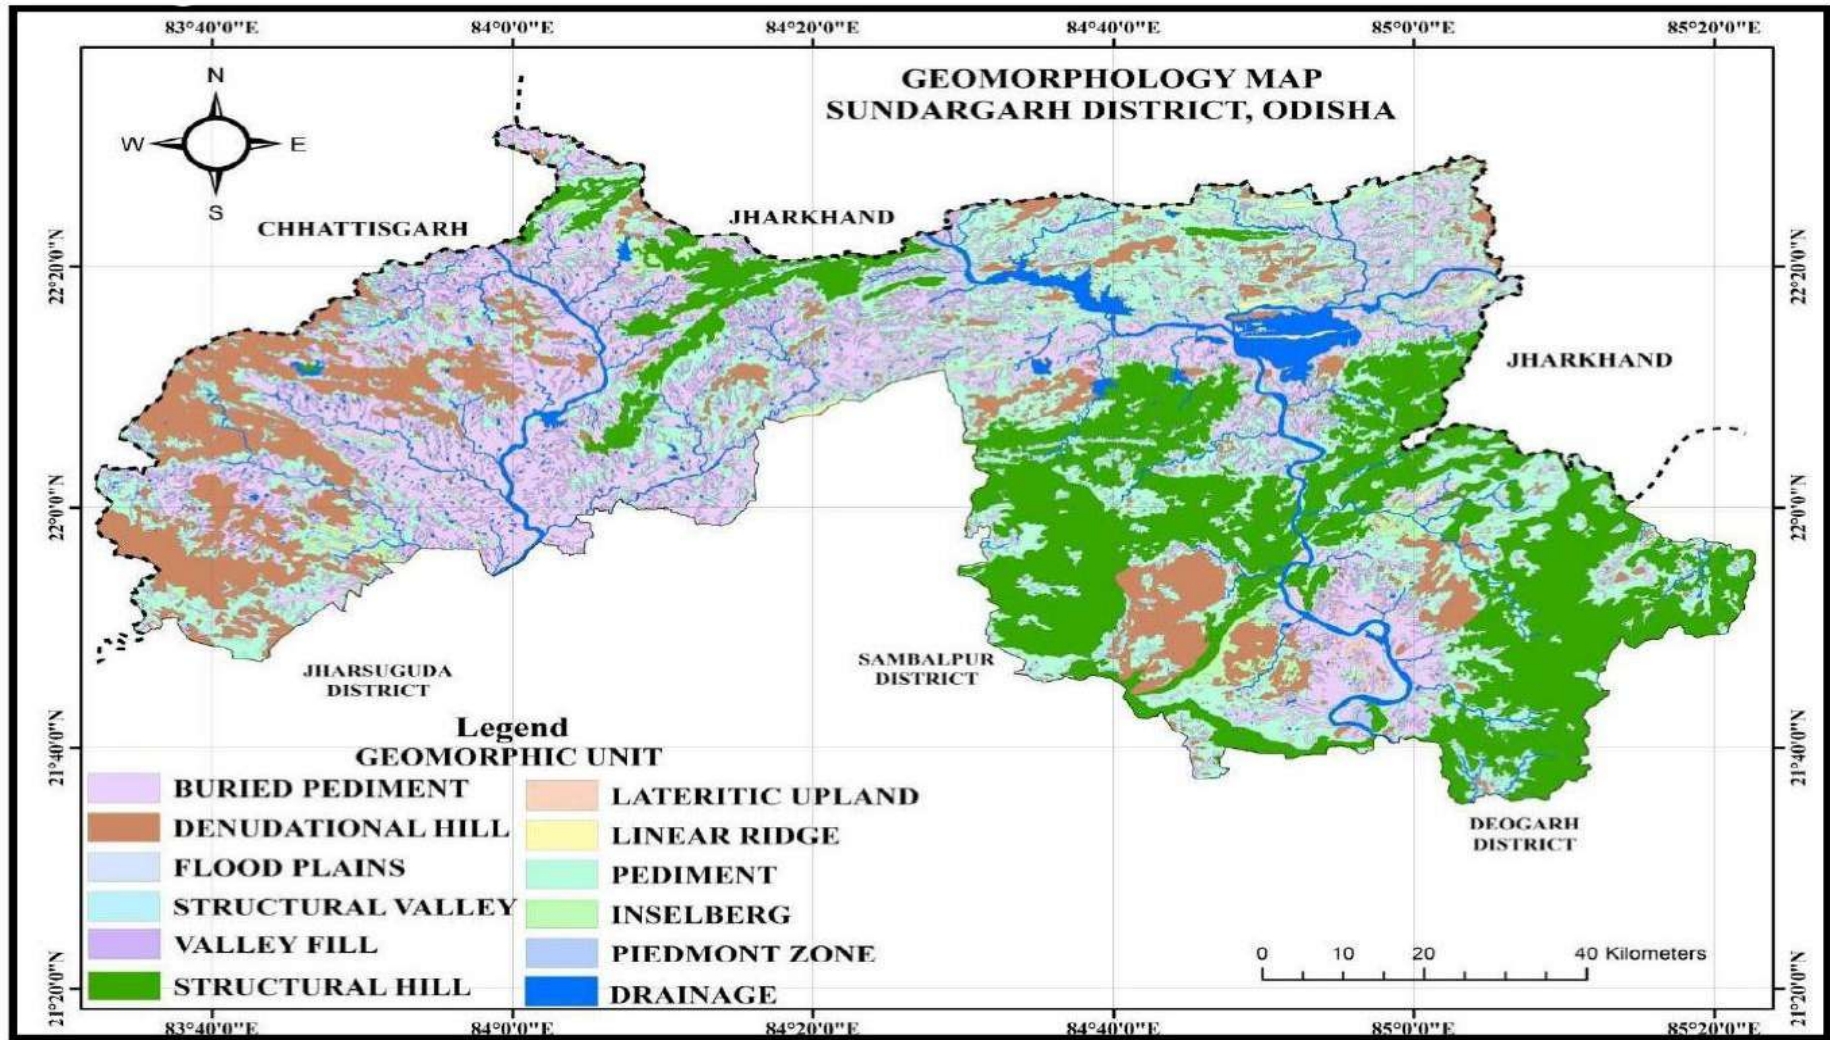 83°40'0"E 84°0'0"E 84°20'0"E 84°40'0"E 85°0'0"E 85°20'0"E
GEOMORPHOLOGY MAP
SUNDARGARH DISTRICT, ODISHA
N
W E
S
CHHATTISGARH
JHARKHAND
JHARKHAND
22°20'0"N
22°20'0"N
22°0'0"N
22°0'0"N
21°40'0"N
21°40'0"N
21°20'0"N
21°20'0"N
JHARSUGUDA
DISTRICT
SAMBALPUR
DISTRICT
DEOGARH
DISTRICT
Legend
GEOMORPHIC UNIT
BURIED PEDIMENT
DENUDATIONAL HILL
FLOOD PLAINS
STRUCTURAL VALLEY
VALLEY FILL
STRUCTURAL HILL
LATERITIC UPLAND
LINEAR RIDGE
PEDIMENT
INSELBERG
PIEDMONT ZONE
DRAINAGE
0 10 20 40 Kilometers
83°40'0"E 84°0'0"E 84°20'0"E 84°40'0"E 85°0'0"E 85°20'0"E